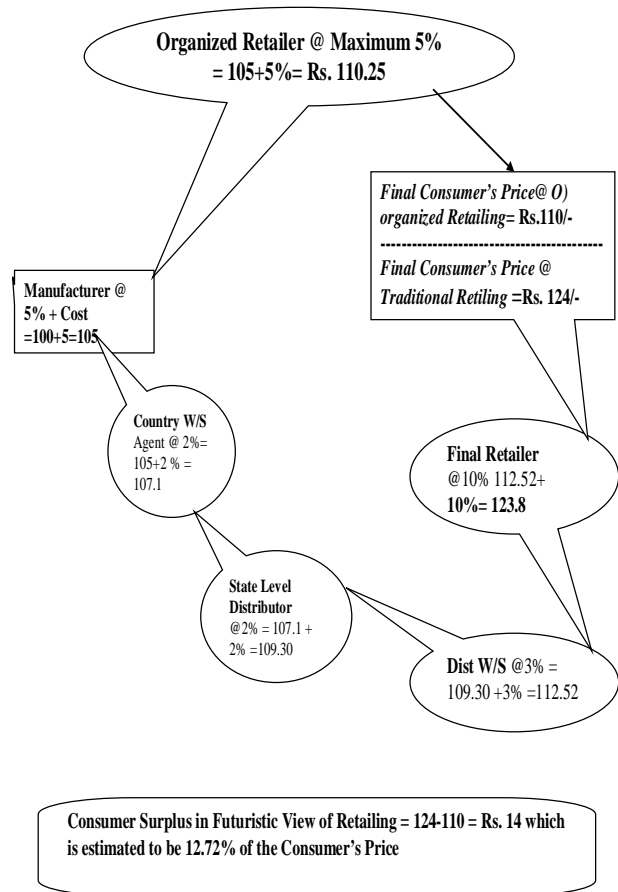 Organized Retailer @ Maximum 5%
= 105+5%= Rs. 110.25
Final Consumer's Price@ O)
organized Retailing= Rs.110/-
--------------------------------------------
Final Consumer's Price @
Traditional Retiling =Rs. 124/-
Manufacturer @
5% + Cost
=100+5=105
Country W/S
Agent @ 2%=
105+2 % =
107.1
Final Retailer
@10% 112.52+
10%= 123.8
State Level
Distributor
@2% = 107.1 +
2% =109.30
Dist W/S @3% =
109.30 +3% =112.52
Consumer Surplus in Futuristic View of Retailing = 124-110 = Rs. 14 which
is estimated to be 12.72% of the Consumer's Price